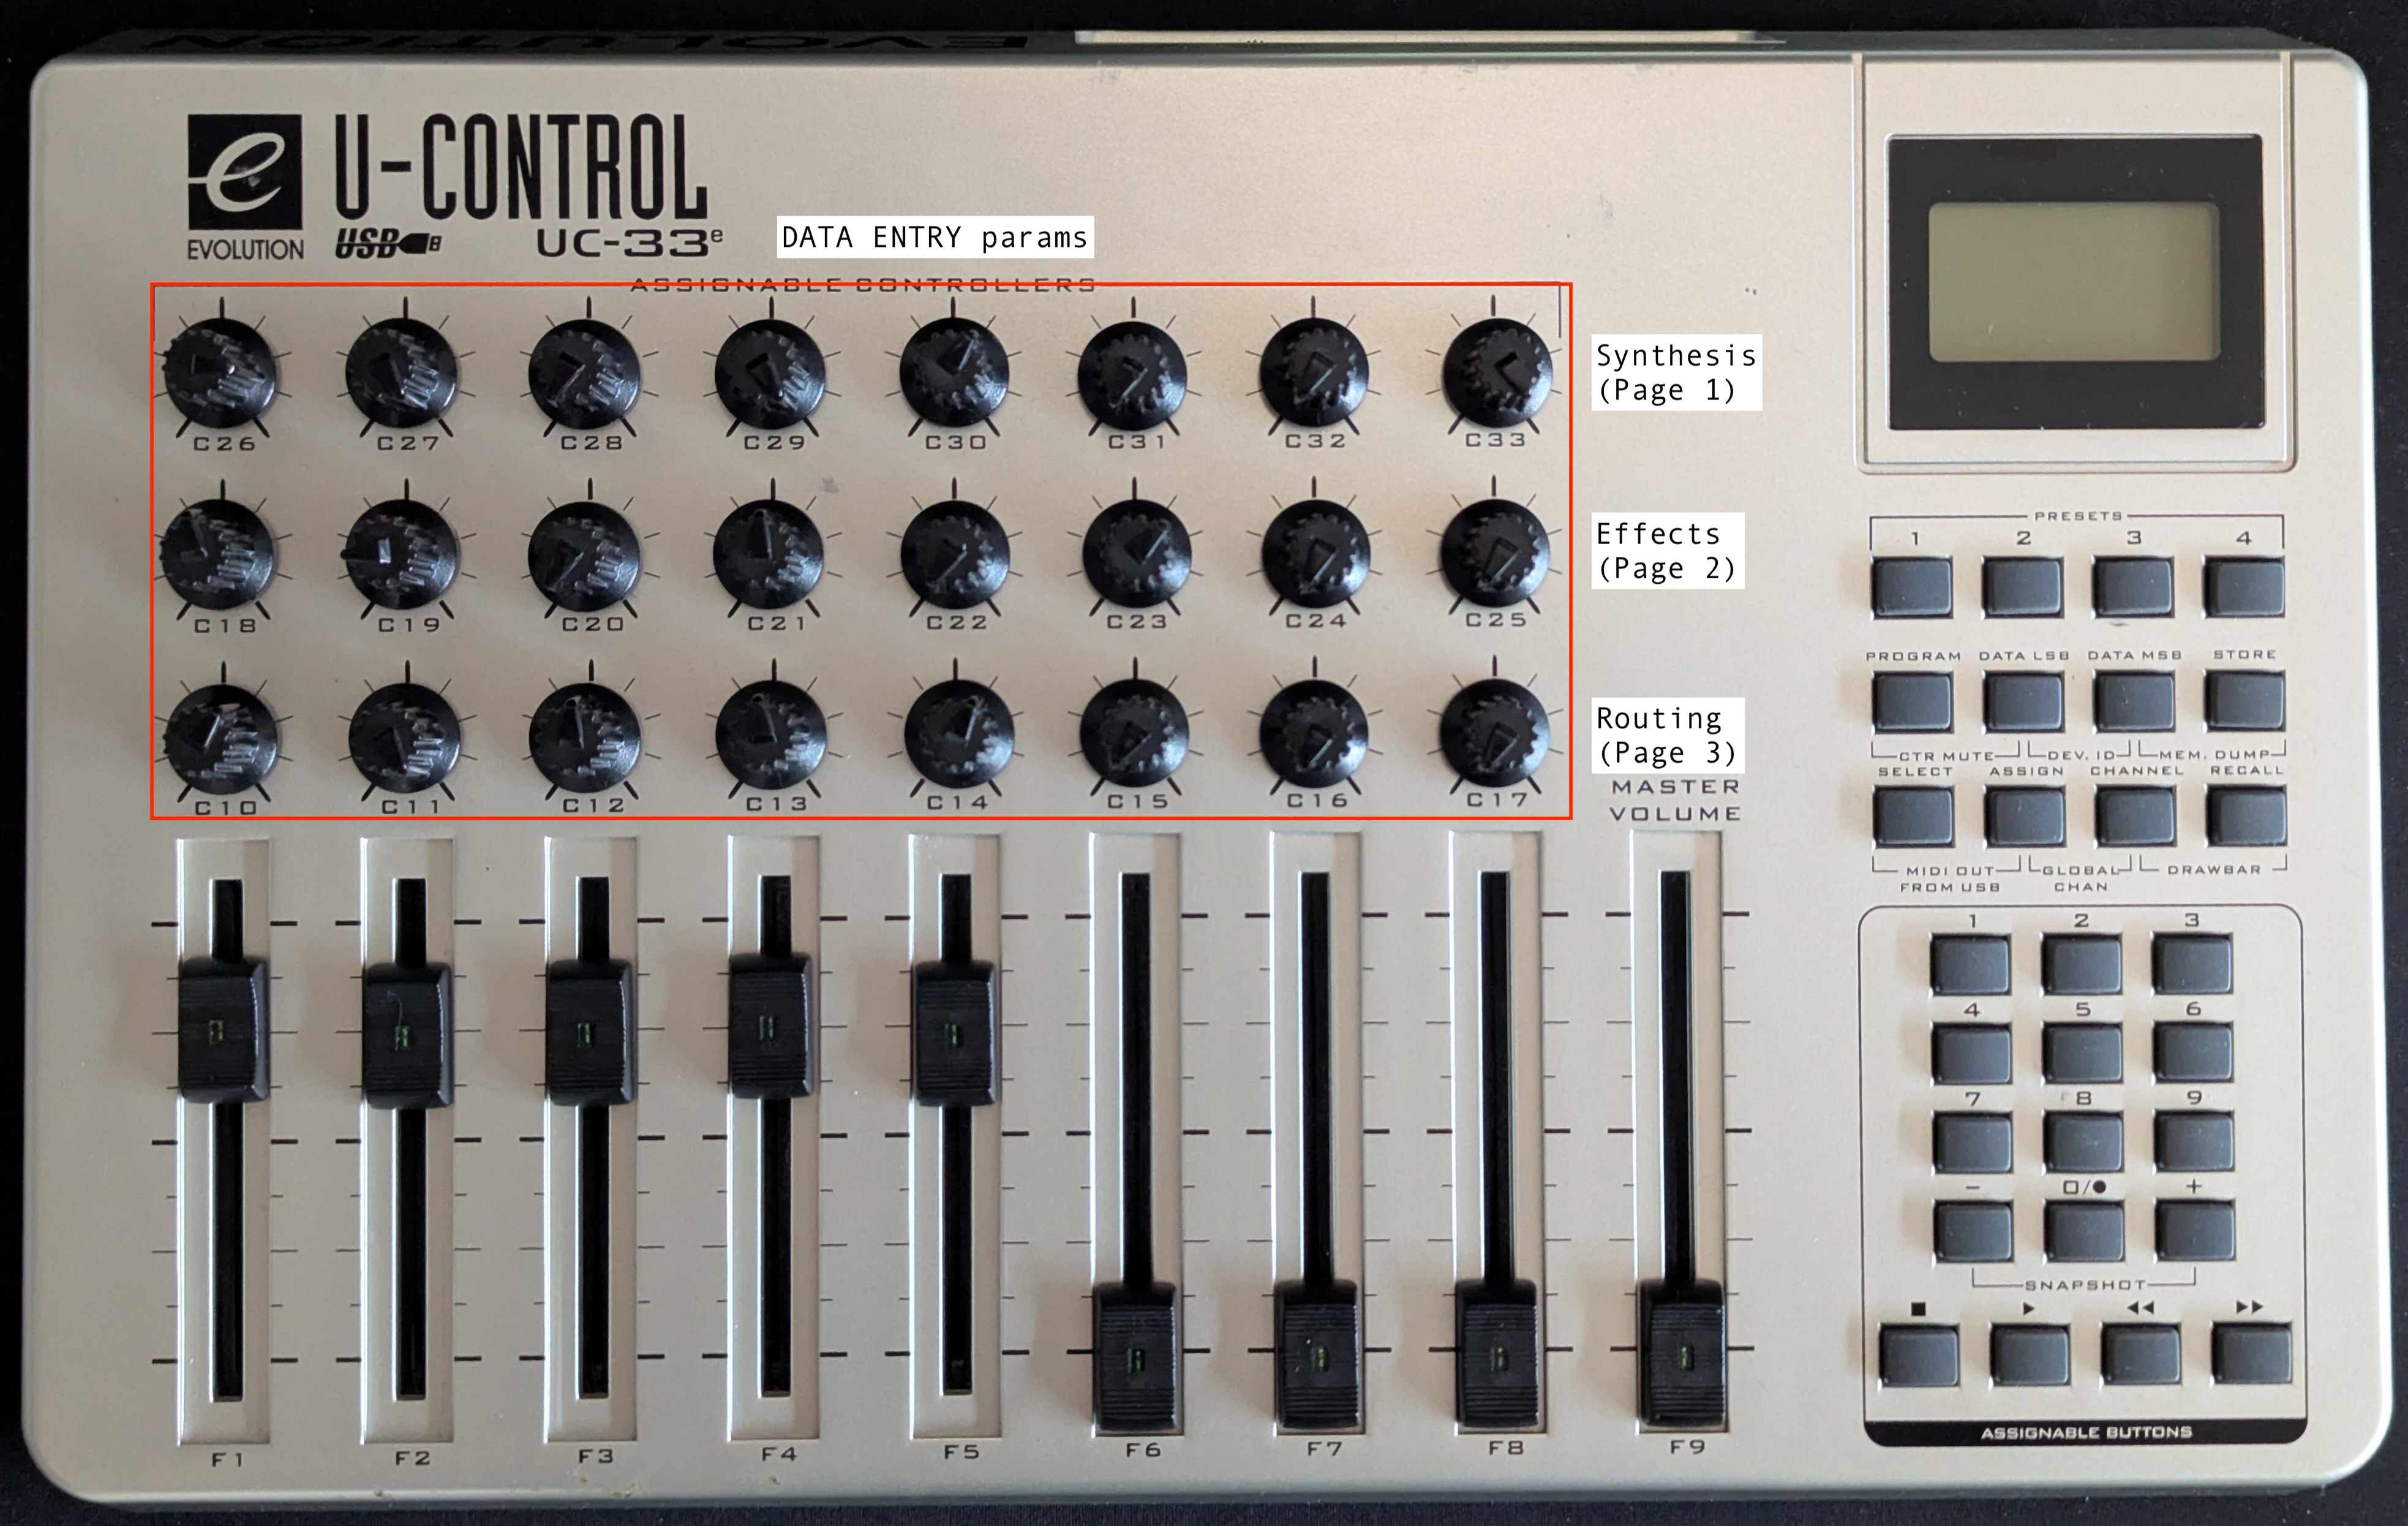 EVOLUTION
e
U-CONTROL
EVOLUTION
USB
UC-33e
DATA ENTRY params
ASSIGNABLE CONTROLLERS
C26 C27 C28 C29 C30 C31 C32 C33
Synthesis
(Page 1)
C18 C19 C20 C21 C22 C23 C24 C25
Effects
(Page 2)
C10 C11 C12 C13 C14 C15 C16 C17
Routing
(Page 3)
MASTER
VOLUME
F1 F2 F3 F4 F5 F6 F7 F8 F9
PRESETS
1 2 3 4
PROGRAM DATA LSB DATA MSB STORE
CTR MUTE DEV. ID MEM. DUMP
SELECT ASSIGN CHANNEL RECALL
MIDI OUT GLOBAL DRAWBAR
FROM USB CHAN
1 2 3
4 5 6
7 8 9
- 0/● +
SNAPSHOT
■ ▶ ◀◀ ▶▶
ASSIGNABLE BUTTONS